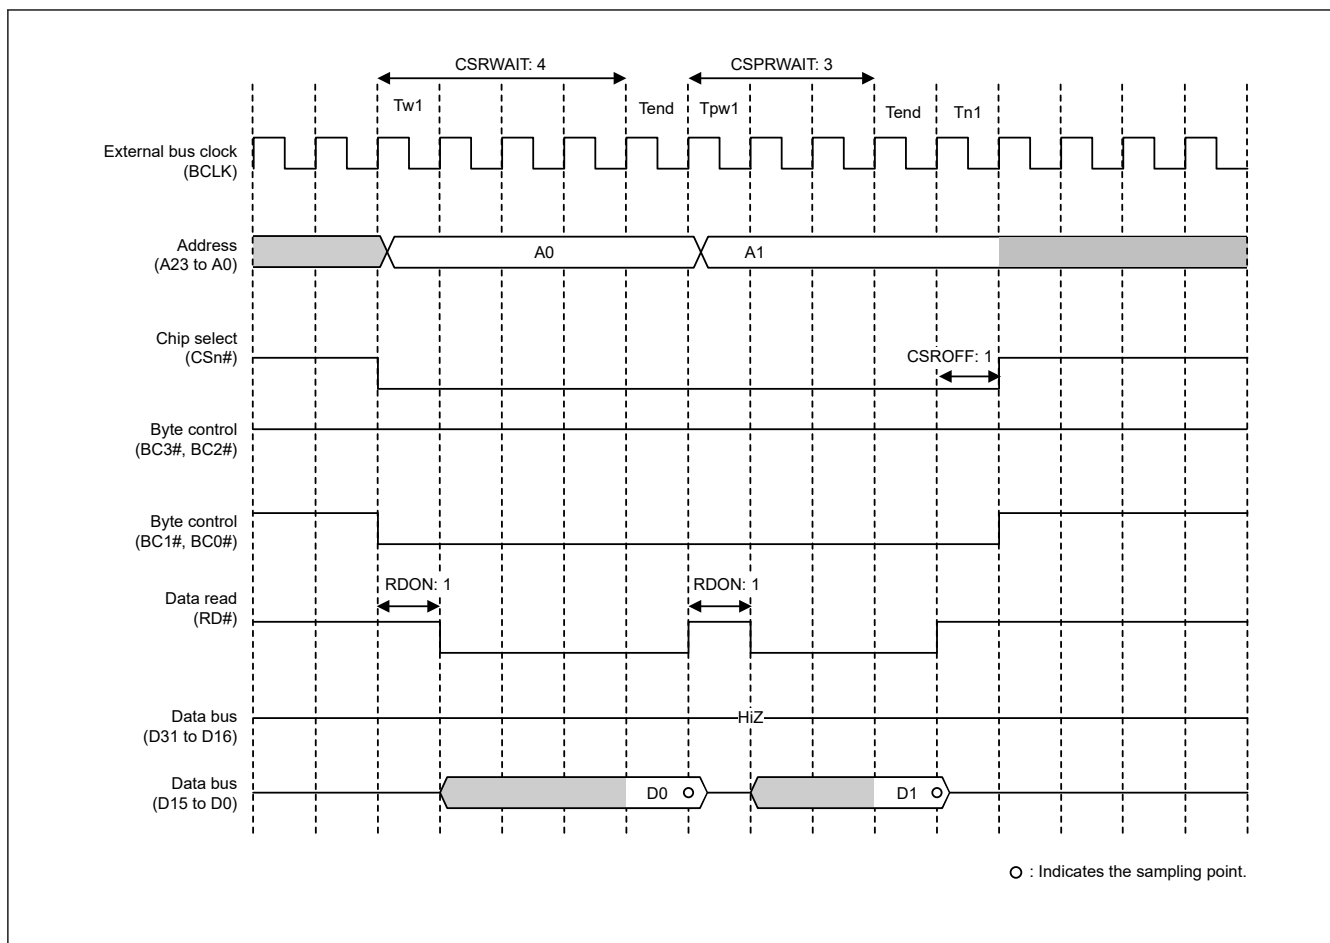 CSRWAIT: 4
CSPRWAIT: 3
Tw1
Tend
Tpw1
Tend
Tn1
External bus clock
(BCLK)
Address
(A23 to A0)
A0
A1
Chip select
(CSn#)
CSROFF: 1
Byte control
(BC3#, BC2#)
Byte control
(BC1#, BC0#)
RDON: 1
RDON: 1
Data read
(RD#)
Data bus
(D31 to D16)
HiZ
Data bus
(D15 to D0)
D0
D1
: Indicates the sampling point.